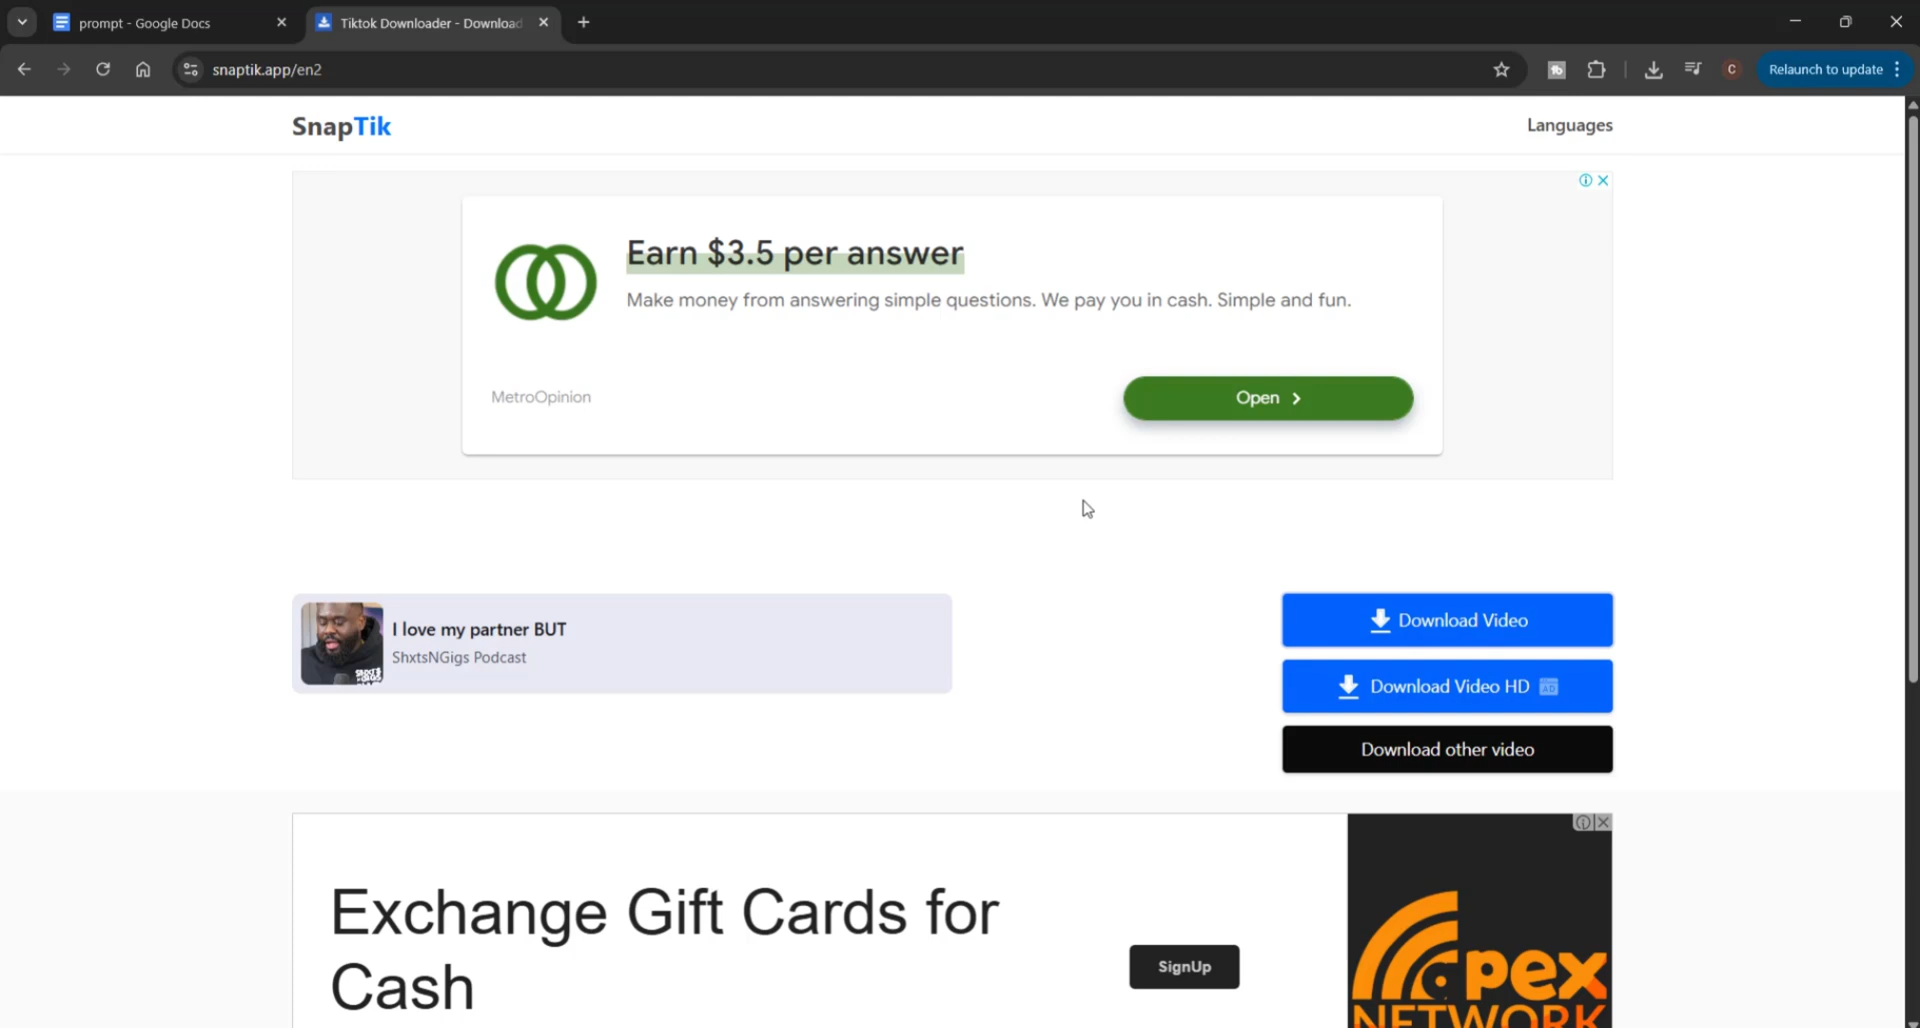 prompt - Google Docs
Tiktok Downloader - Download
snaptik.app/en2
C
Relaunch to update
SnapTik
Languages
Earn $3.5 per answer
Make money from answering simple questions. We pay you in cash. Simple and fun.
MetroOpinion
Open
I love my partner BUT
ShxtsNGigs Podcast
Download Video
Download Video HD AD
Download other video
Exchange Gift Cards for
Cash
SignUp
apex
NETWORK